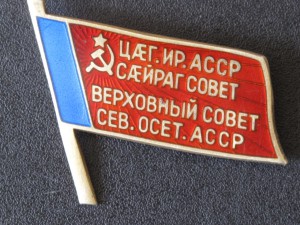 ЦÆГ. ИР. АССР
СÆЙРАГ СОВЕТ
ВЕРХОВНЫЙ СОВЕТ
СЕВ. ОСЕТ. АССР